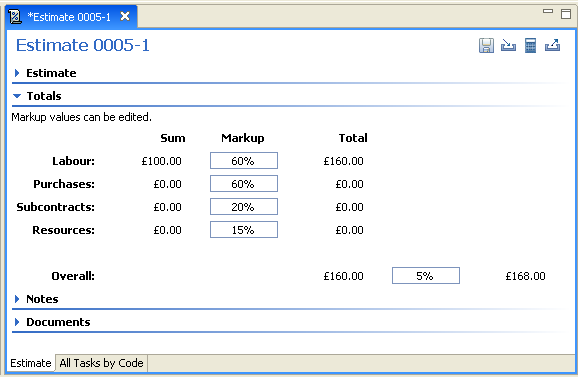 *Estimate 0005-1
Estimate 0005-1
Estimate
Totals
Markup values can be edited.
Sum Markup Total
Labour: £100.00 60% £160.00
Purchases: £0.00 60% £0.00
Subcontracts: £0.00 20% £0.00
Resources: £0.00 15% £0.00
Overall: £160.00 5% £168.00
Notes
Documents
Estimate All Tasks by Code